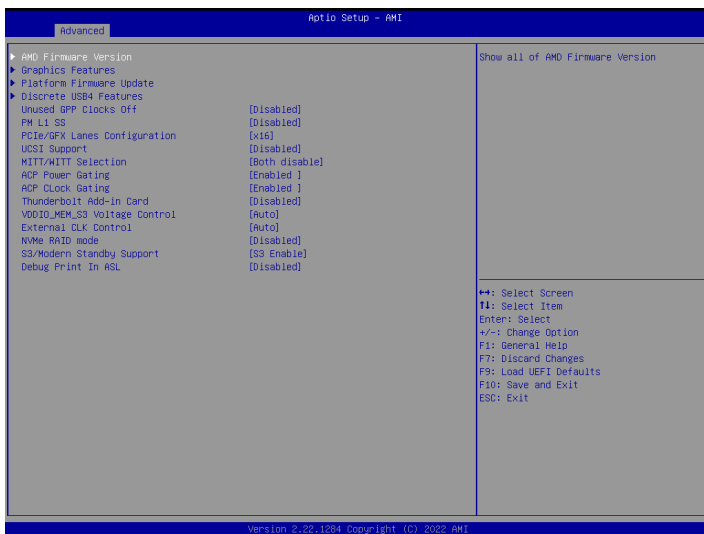 Aptio Setup – AMI
Advanced
AMD Firmware Version
Graphics Features
Platform Firmware Update
Discrete USB4 Features
Unused GPP Clocks Off [Disabled]
PM L1 SS [Disabled]
PCIe/GFX Lanes Configuration [x16]
UCSI Support [Disabled]
MITT/WITT Selection [Both disable]
ACP Power Gating [Enabled ]
ACP CLock Gating [Enabled ]
Thunderbolt Add-in Card [Disabled]
VDDIO_MEM_S3 Voltage Control [Auto]
External CLK Control [Auto]
NVMe RAID mode [Disabled]
S3/Modern Standby Support [S3 Enable]
Debug Print In ASL [Disabled]
Show all of AMD Firmware Version
↔: Select Screen
↑↓: Select Item
Enter: Select
+/-: Change Option
F1: General Help
F7: Discard Changes
F9: Load UEFI Defaults
F10: Save and Exit
ESC: Exit
Version 2.22.1284 Copyright (C) 2022 AMI